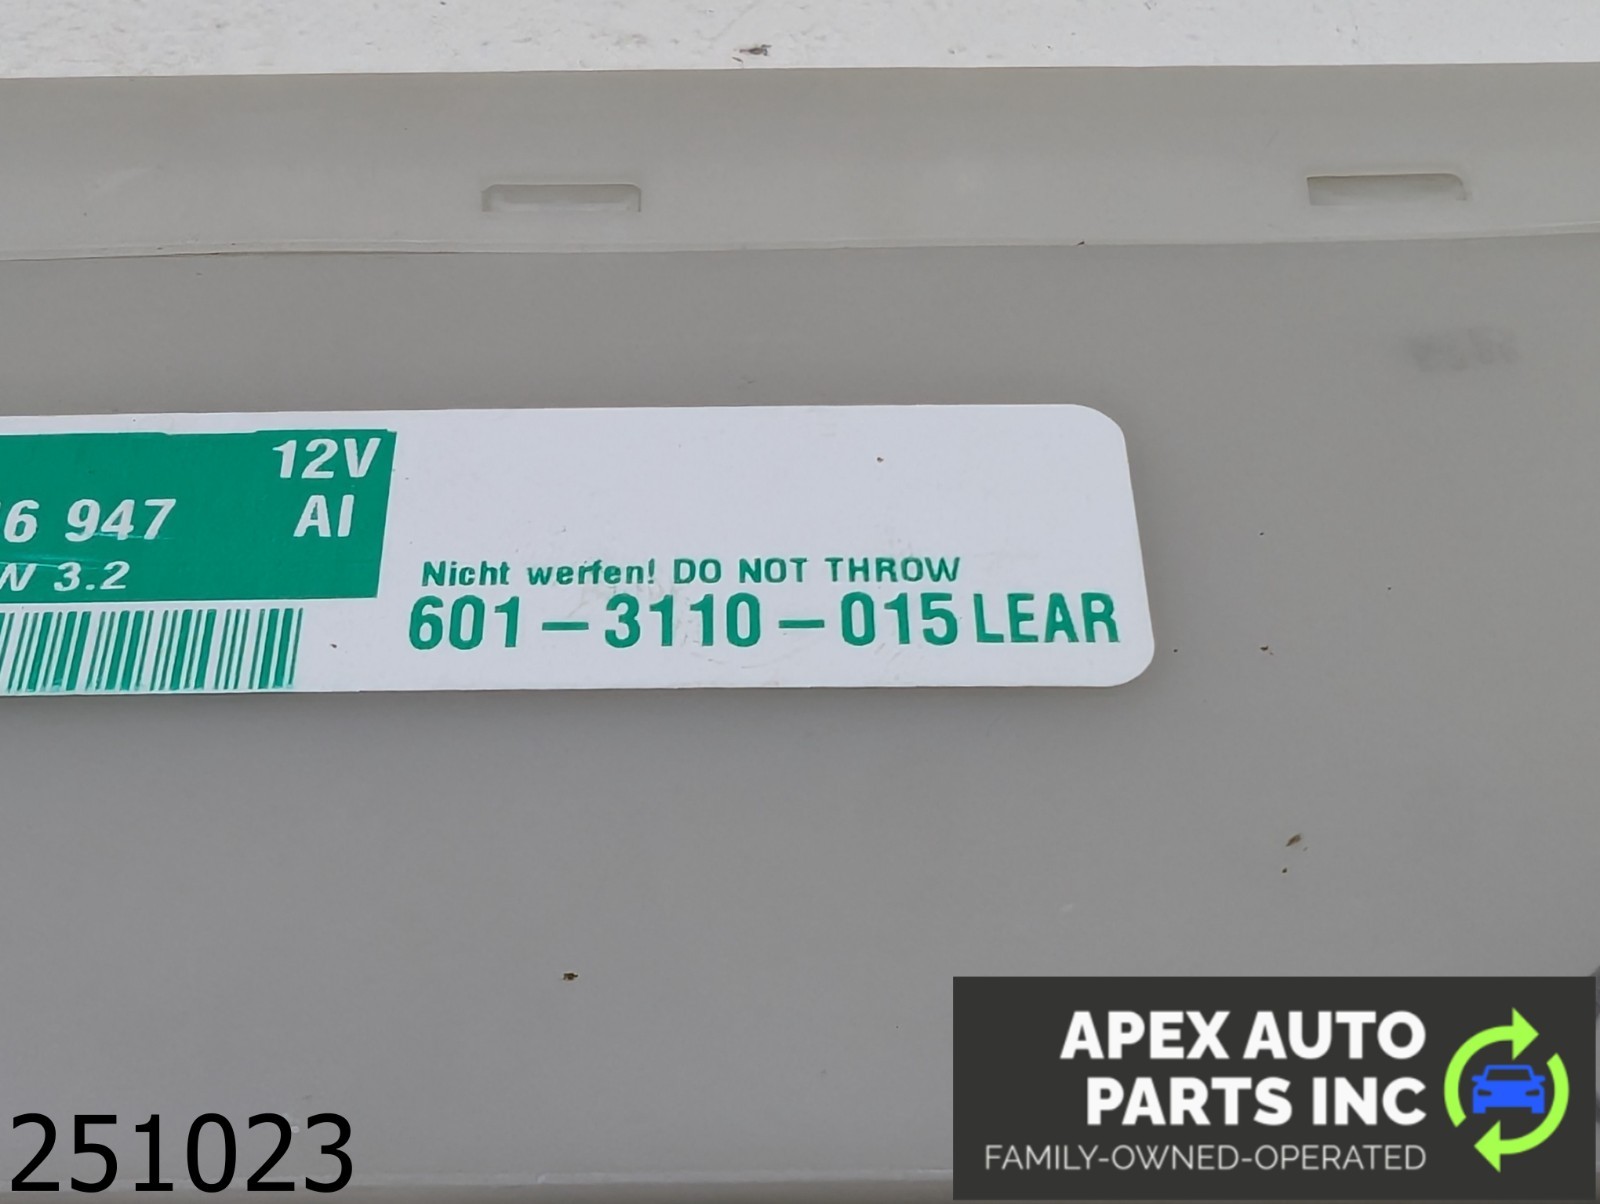 12V
6 947 AI
W 3.2
Nicht werfen! DO NOT THROW
601-3110-015 LEAR
251023
APEX AUTO
PARTS INC
FAMILY-OWNED-OPERATED